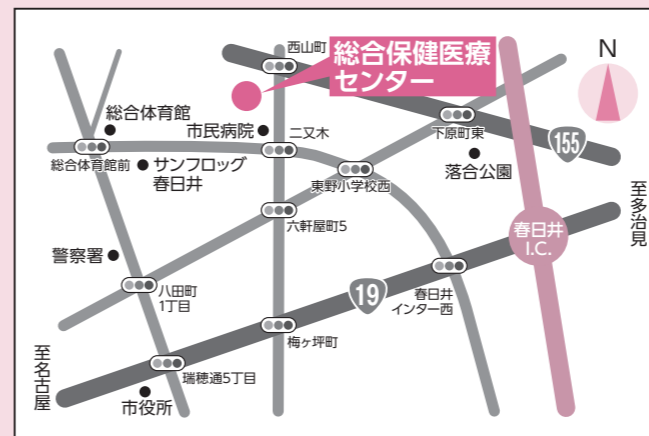 西山町
総合保健医療
センター
N
総合体育館
市民病院
二又木
下原町東
155
総合体育館前
サンフロッグ
春日井
東野小学校西
落合公園
至多治見
六軒屋町5
春日井
I.C.
警察署
八田町
1丁目
19
春日井
インター西
梅ヶ坪町
至名古屋
瑞穂通5丁目
市役所